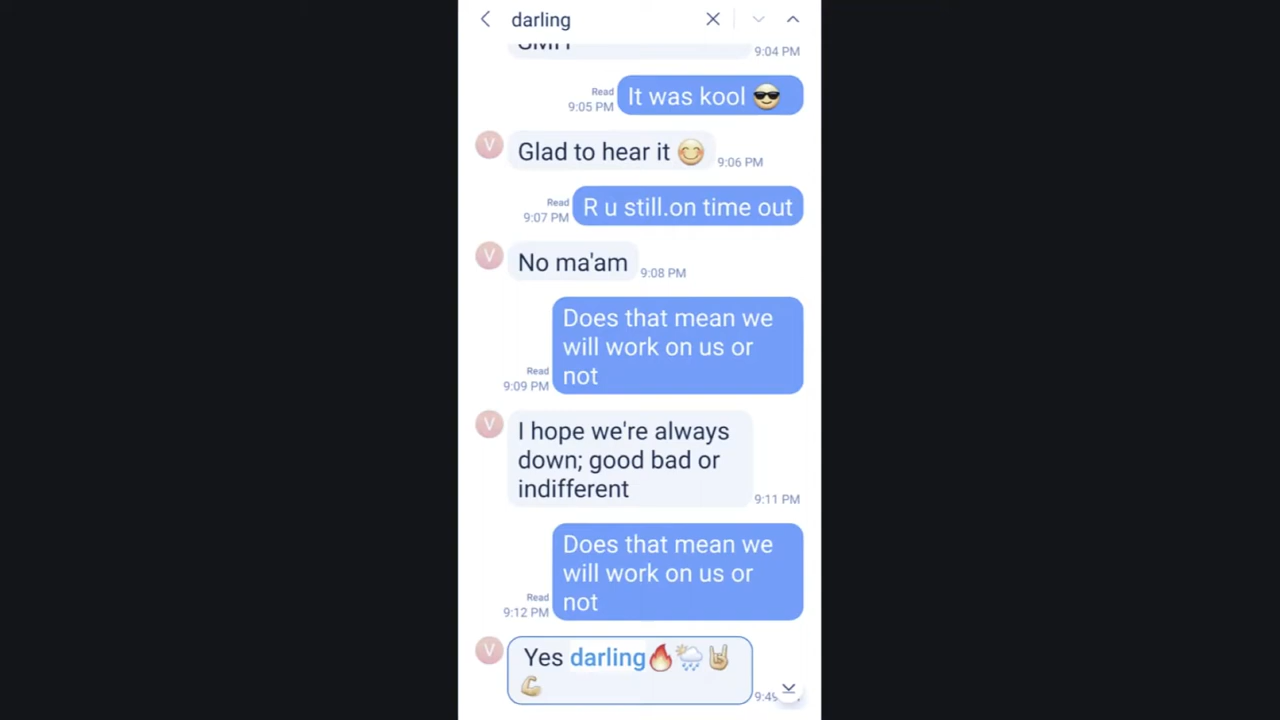 darling
SMH
9:04 PM
Read
9:05 PM
It was kool 😎
V
Glad to hear it 😊
9:06 PM
Read
9:07 PM
R u still.on time out
V
No ma'am
9:08 PM
Does that mean we
will work on us or
not
Read
9:09 PM
V
I hope we're always
down; good bad or
indifferent
9:11 PM
Does that mean we
will work on us or
not
Read
9:12 PM
V
Yes darling🔥🌦🤘🏼
💪🏼
9:49